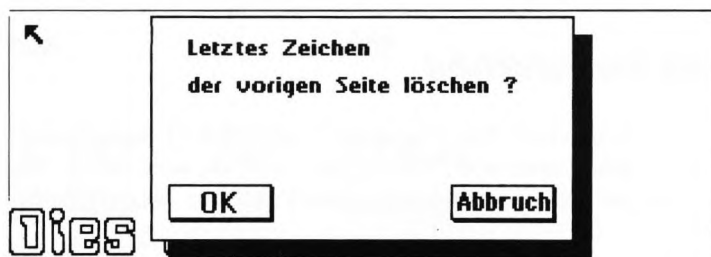 Letztes Zeichen
der vorigen Seite löschen ?
OK Abbruch
Dies